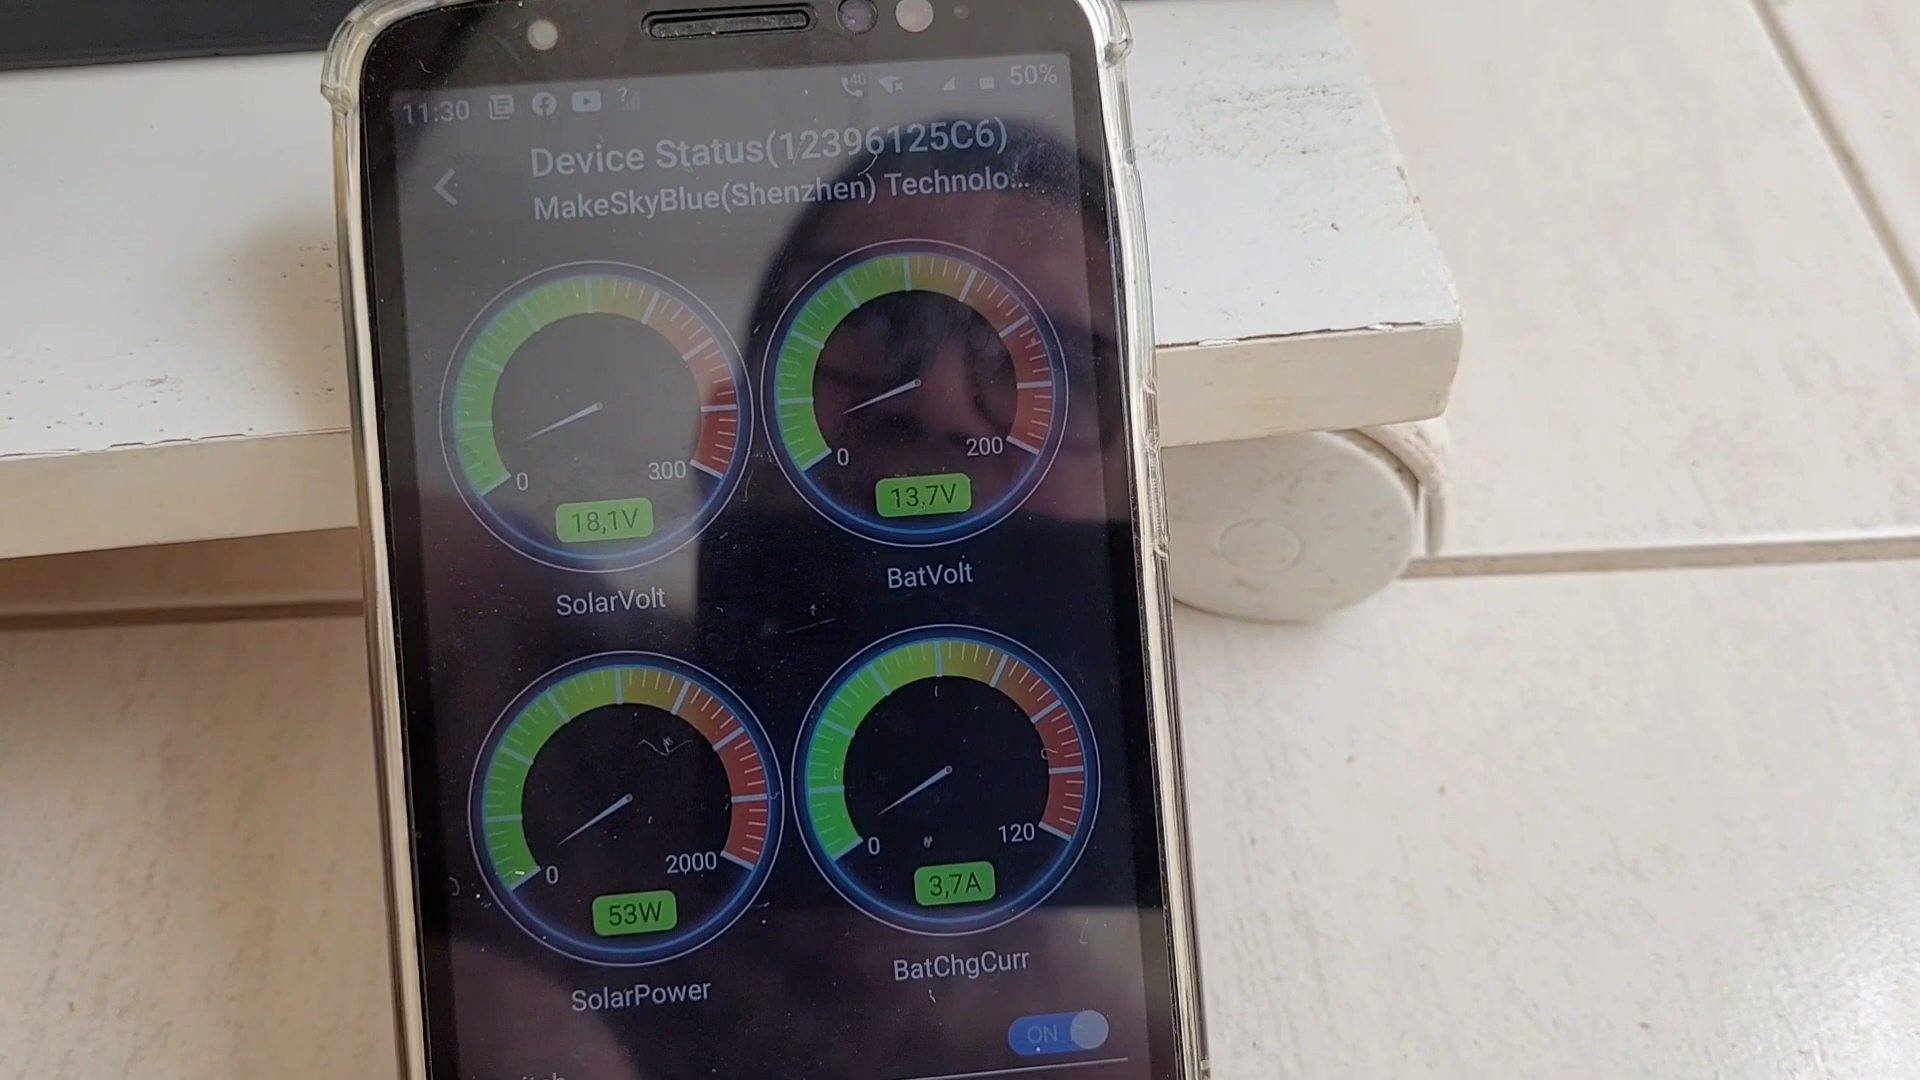 11:30 ? 4G 50%
Device Status(12396125C6)
MakeSkyBlue(Shenzhen) Technolo...
0 300
18,1V
SolarVolt
0 200
13,7V
BatVolt
0 2000
53W
SolarPower
0 120
3,7A
BatChgCurr
ON